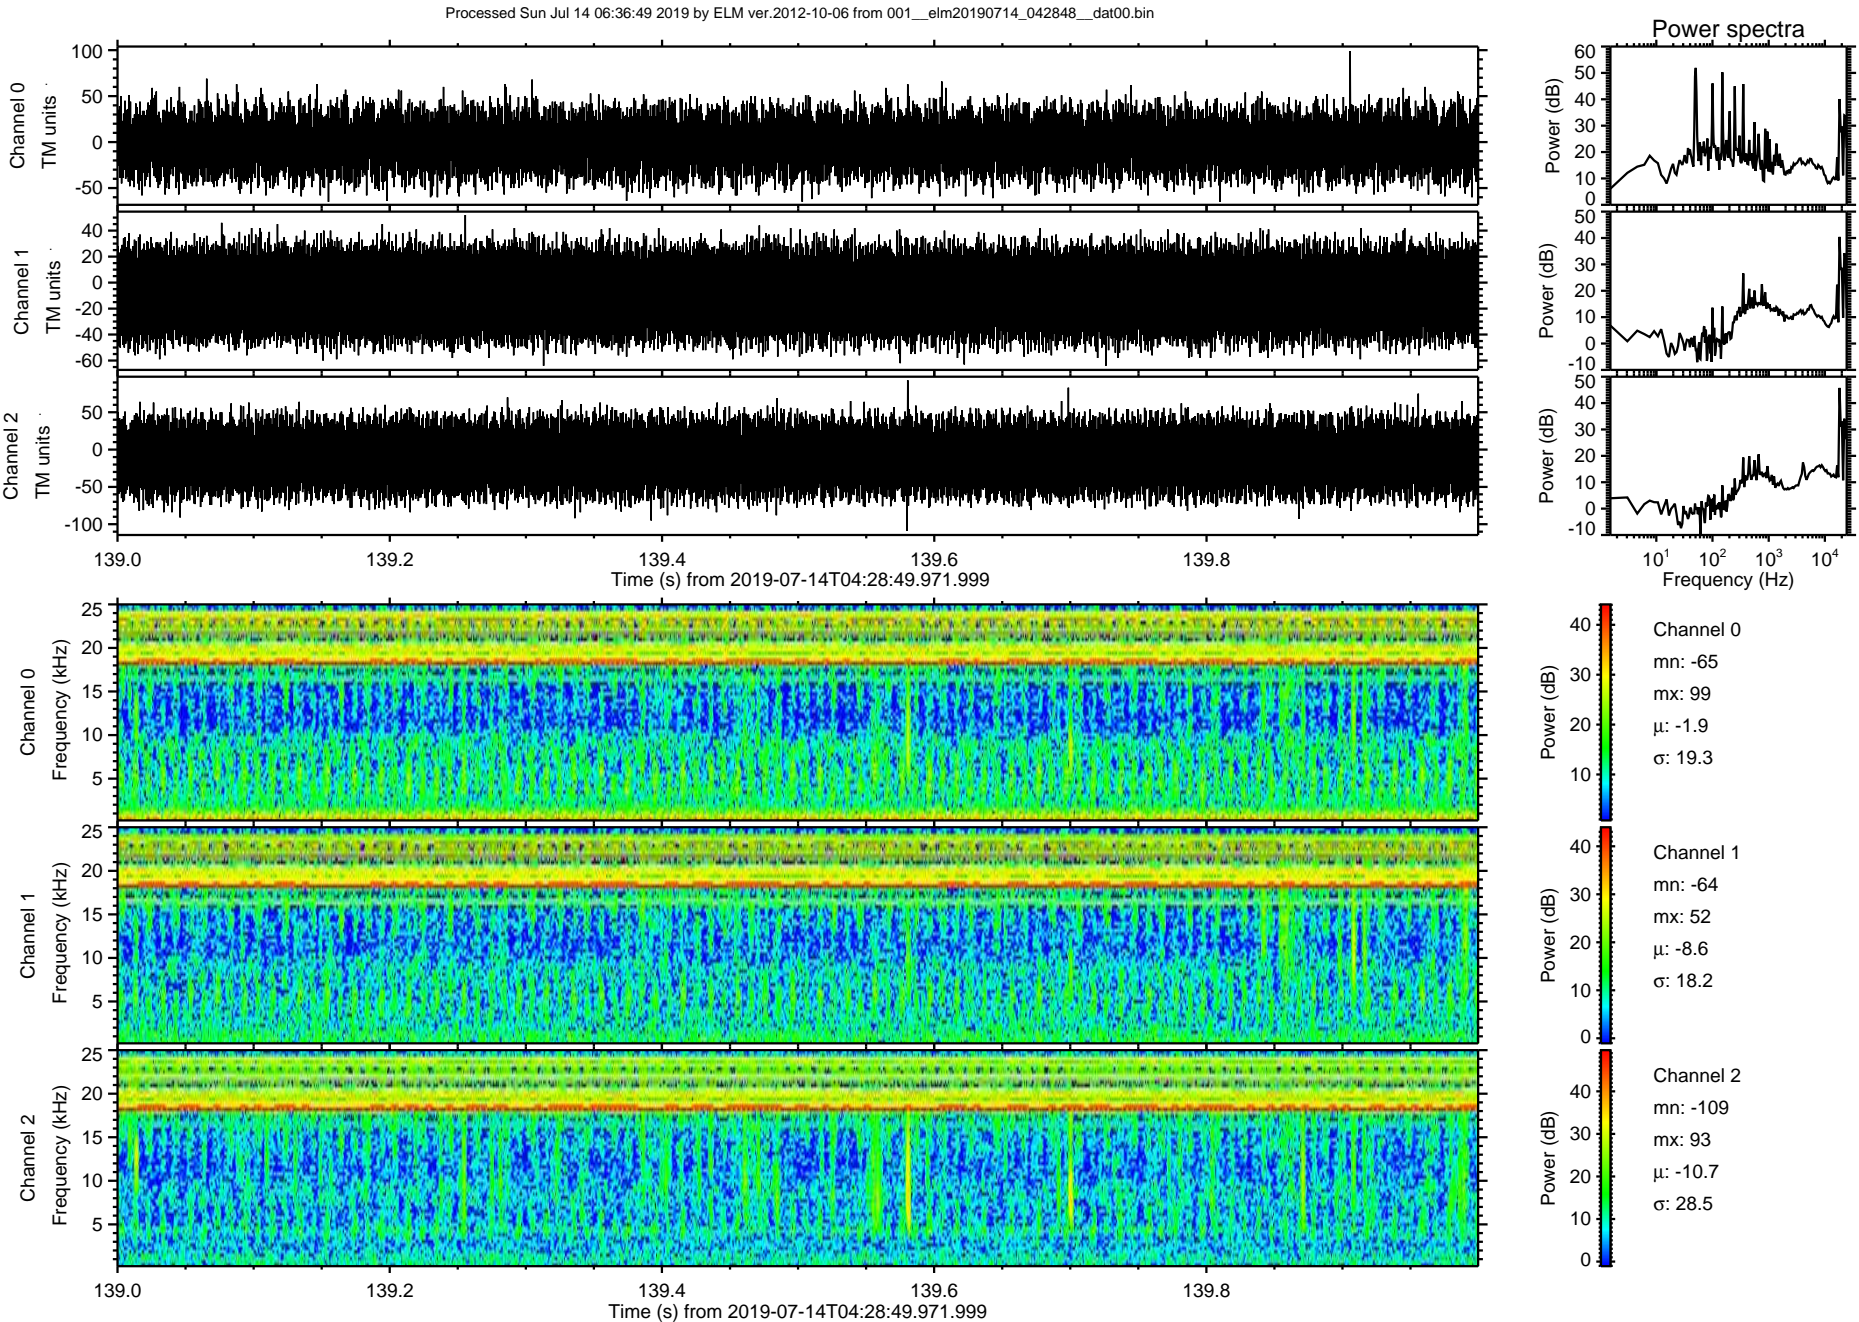 Processed Sun Jul 14 06:36:49 2019 by ELM ver.2012-10-06 from 001__elm20190714_042848__dat00.bin
Power spectra
Channel 0
TM units
100
50
0
-50
Power (dB)
60
50
40
30
20
10
0
Channel 1
TM units
40
20
0
-20
-40
-60
Power (dB)
50
40
30
20
10
0
-10
Channel 2
TM units
50
0
-50
-100
Power (dB)
50
40
30
20
10
0
-10
139.0 139.2 139.4 139.6 139.8
Time (s) from 2019-07-14T04:28:49.971.999
10^1 10^2 10^3 10^4
Frequency (Hz)
Channel 0
Frequency (kHz)
25
20
15
10
5
Power (dB)
40
30
20
10
Channel 0
mn: -65
mx: 99
μ: -1.9
σ: 19.3
Channel 1
Frequency (kHz)
25
20
15
10
5
Power (dB)
40
30
20
10
0
Channel 1
mn: -64
mx: 52
μ: -8.6
σ: 18.2
Channel 2
Frequency (kHz)
25
20
15
10
5
Power (dB)
40
30
20
10
0
Channel 2
mn: -109
mx: 93
μ: -10.7
σ: 28.5
139.0 139.2 139.4 139.6 139.8
Time (s) from 2019-07-14T04:28:49.971.999